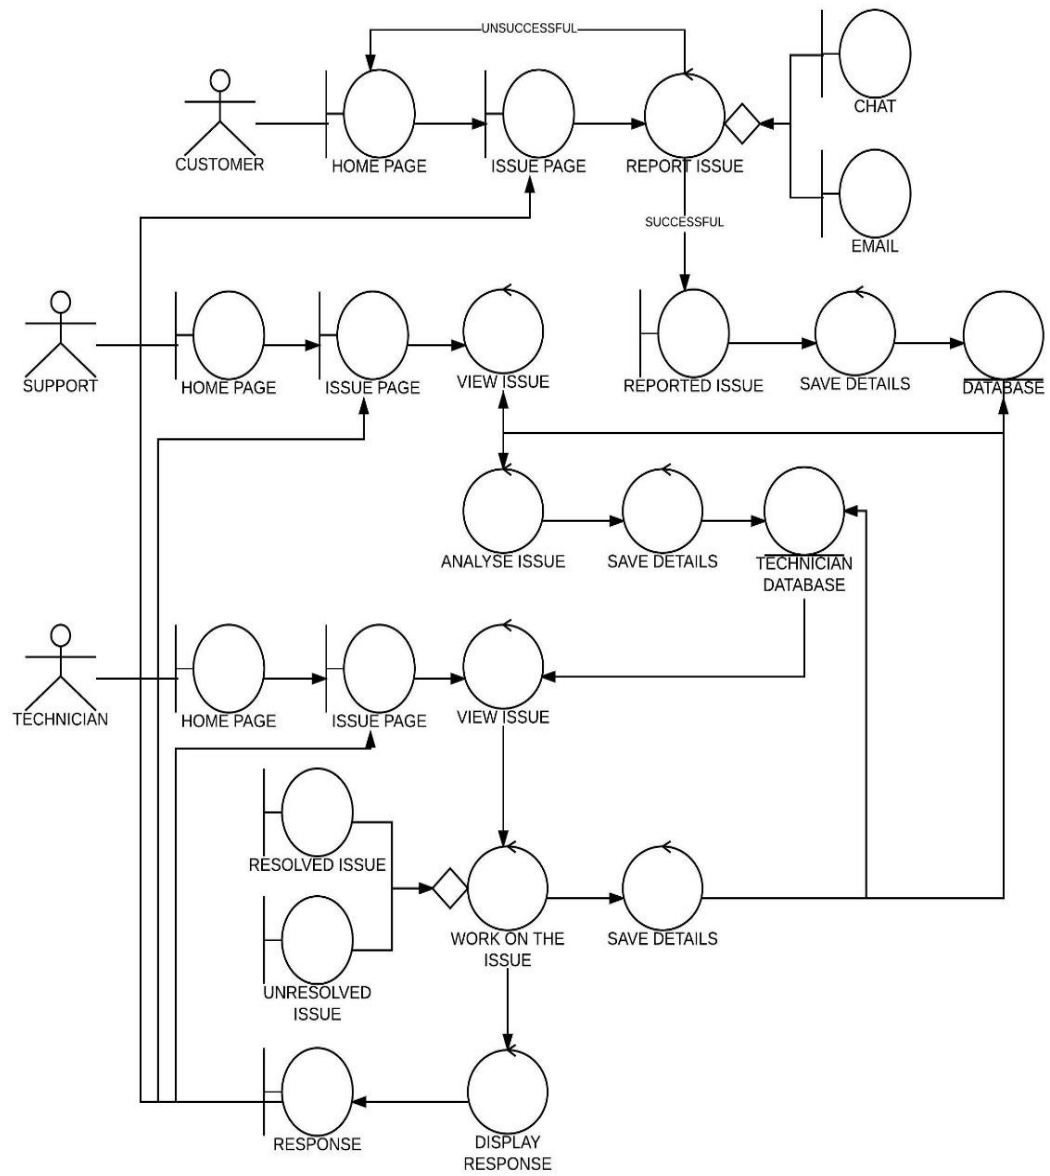 UNSUCCESSFUL
CHAT
CUSTOMER
HOME PAGE
ISSUE PAGE
REPORT ISSUE
SUCCESSFUL
EMAIL
SUPPORT
HOME PAGE
ISSUE PAGE
VIEW ISSUE
REPORTED ISSUE
SAVE DETAILS
DATABASE
ANALYSE ISSUE
SAVE DETAILS
TECHNICIAN
DATABASE
TECHNICIAN
HOME PAGE
ISSUE PAGE
VIEW ISSUE
RESOLVED ISSUE
WORK ON THE
ISSUE
SAVE DETAILS
UNRESOLVED
ISSUE
RESPONSE
DISPLAY
RESPONSE